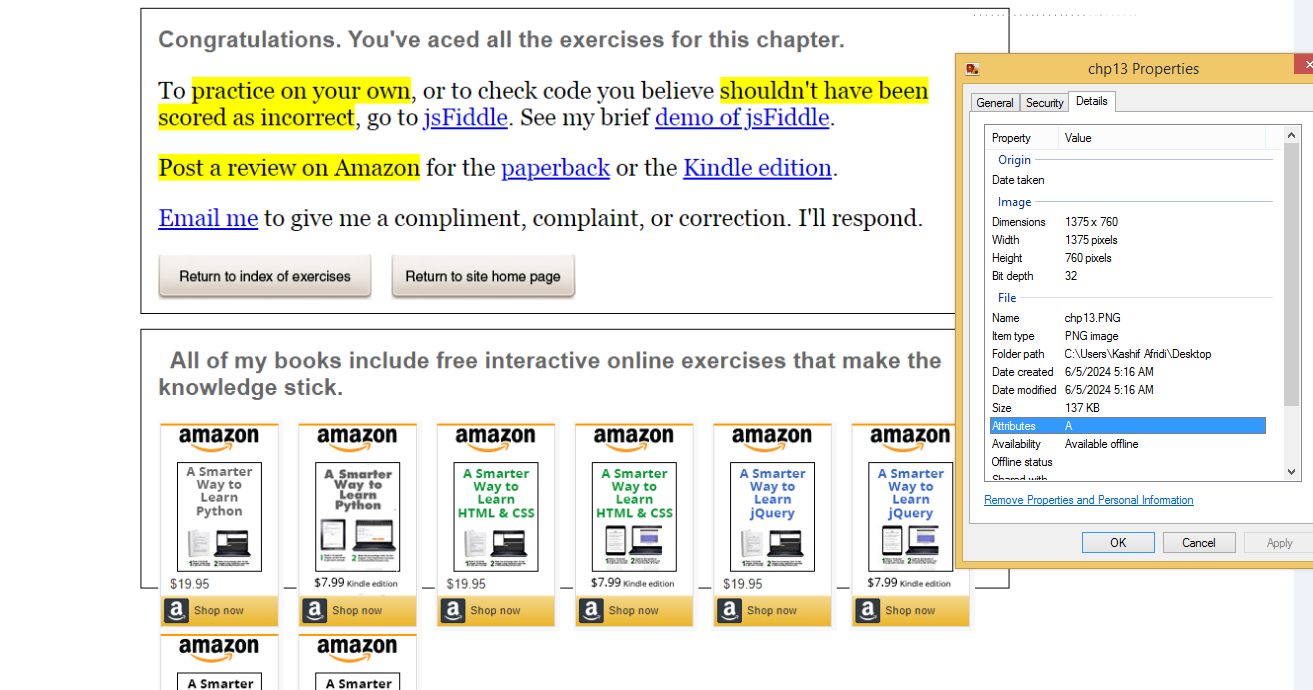 Congratulations. You've aced all the exercises for this chapter.
To practice on your own, or to check code you believe shouldn't have been
scored as incorrect, go to jsFiddle. See my brief demo of jsFiddle.
Post a review on Amazon for the paperback or the Kindle edition.
Email me to give me a compliment, complaint, or correction. I'll respond.
Return to index of exercises
Return to site home page
All of my books include free interactive online exercises that make the
knowledge stick.
amazon
A Smarter
Way to
Learn
Python
$19.95
a Shop now
amazon
A Smarter
Way to
Learn
Python
$7.99 Kindle edition
a Shop now
amazon
A Smarter
Way to
Learn
HTML & CSS
$19.95
a Shop now
amazon
A Smarter
Way to
Learn
HTML & CSS
$7.99 Kindle edition
a Shop now
amazon
A Smarter
Way to
Learn
jQuery
$19.95
a Shop now
amazon
A Smarter
Way to
Learn
jQuery
$7.99 Kindle edition
a Shop now
amazon
A Smarter
amazon
A Smarter
chp13 Properties
General Security Details
Property Value
Origin
Date taken
Image
Dimensions 1375 x 760
Width 1375 pixels
Height 760 pixels
Bit depth 32
File
Name chp13.PNG
Item type PNG image
Folder path C:\Users\Kashif Afridi\Desktop
Date created 6/5/2024 5:16 AM
Date modified 6/5/2024 5:16 AM
Size 137 KB
Attributes A
Availability Available offline
Offline status
Shared with
Remove Properties and Personal Information
OK Cancel Apply